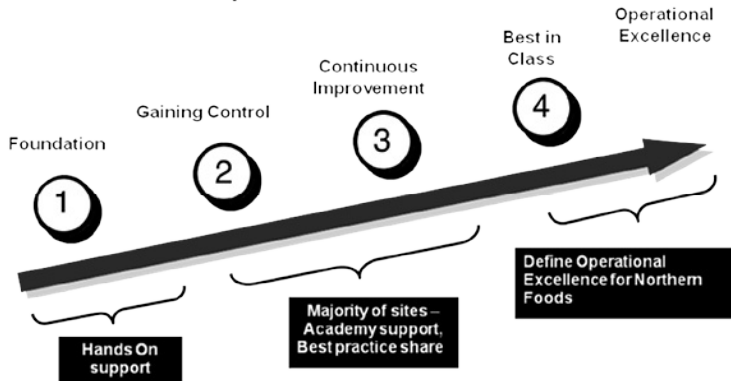 Operational
Excellence
Best in
Class
Continuous
Improvement
Gaining Control
Foundation
4
3
2
1
Define Operational
Excellence for Northern
Foods
Majority of sites –
Academy support,
Best practice share
Hands On
support